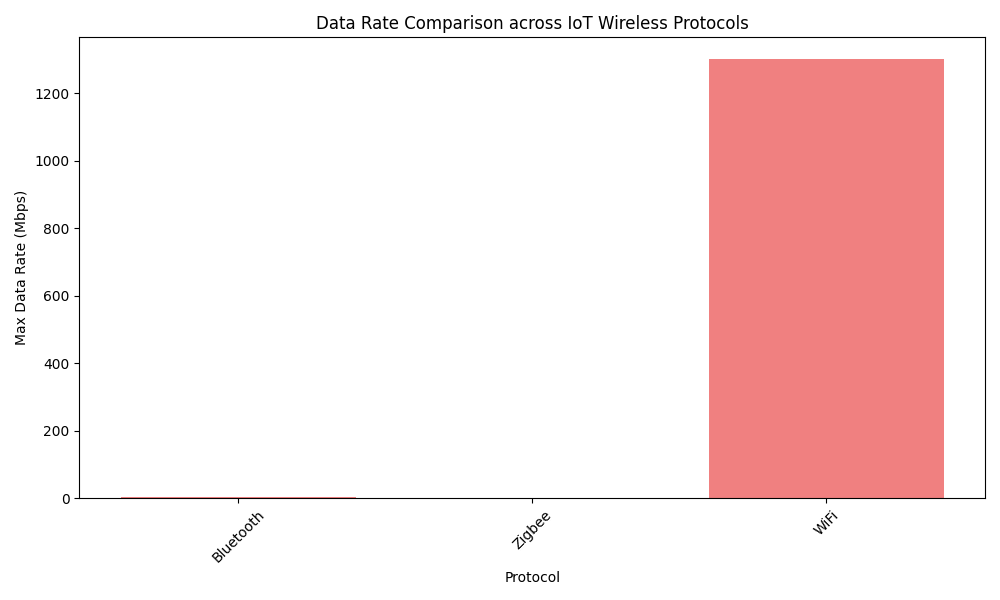 Data Rate Comparison across IoT Wireless Protocols
Max Data Rate (Mbps)
1200
1000
800
600
400
200
0
Bluetooth
Zigbee
WiFi
Protocol